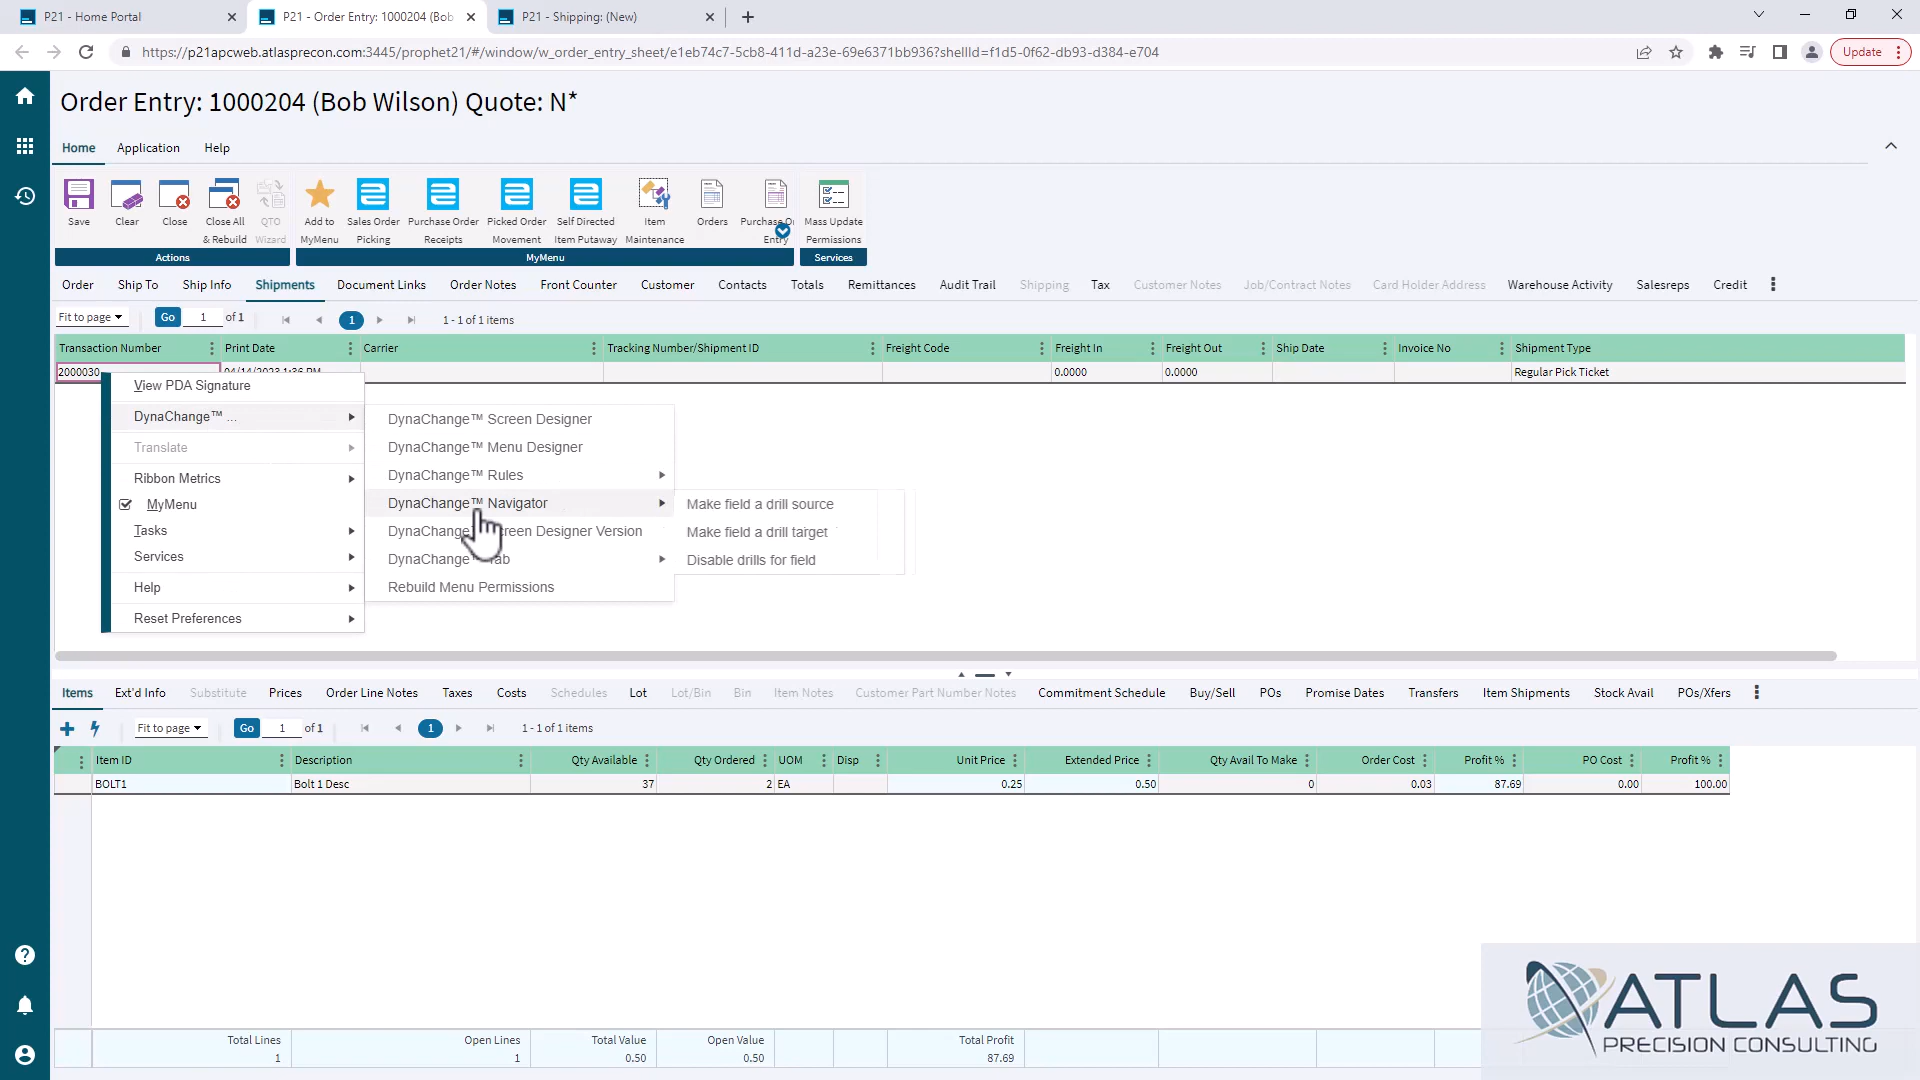 P21 - Home Portal
P21 - Order Entry: 1000204 (Bob
P21 - Shipping: (New)
https://p21apcweb.atlasprecon.com:3445/prophet21/#/window/w_order_entry_sheet/e1eb74c7-5cb8-411d-a23e-69e6371bb936?shellId=f1d5-0f62-db93-d384-e704
Update
Order Entry: 1000204 (Bob Wilson) Quote: N*
Home Application Help
Save Clear Close Close All & Rebuild QTO Wizard
Add to MyMenu Sales Order Picking Purchase Order Receipts Picked Order Movement Self Directed Item Putaway Item Maintenance Orders Purchase O Entry
Mass Update Permissions
Actions MyMenu Services
Order Ship To Ship Info Shipments Document Links Order Notes Front Counter Customer Contacts Totals Remittances Audit Trail Shipping Tax Customer Notes Job/Contract Notes Card Holder Address Warehouse Activity Salesreps Credit
Fit to page Go 1 of 1 1 1 - 1 of 1 items
Transaction Number Print Date Carrier Tracking Number/Shipment ID Freight Code Freight In Freight Out Ship Date Invoice No Shipment Type
2000030 04/14/2023 1:36 PM 0.0000 0.0000 Regular Pick Ticket
View PDA Signature
DynaChange™ ...
Translate
Ribbon Metrics
MyMenu
Tasks
Services
Help
Reset Preferences
DynaChange™ Screen Designer
DynaChange™ Menu Designer
DynaChange™ Rules
DynaChange™ Navigator
DynaChange Screen Designer Version
DynaChange Tab
Rebuild Menu Permissions
Make field a drill source
Make field a drill target
Disable drills for field
Items Ext'd Info Substitute Prices Order Line Notes Taxes Costs Schedules Lot Lot/Bin Bin Item Notes Customer Part Number Notes Commitment Schedule Buy/Sell POs Promise Dates Transfers Item Shipments Stock Avail POs/Xfers
Fit to page Go 1 of 1 1 1 - 1 of 1 items
Item ID Description Qty Available Qty Ordered UOM Disp Unit Price Extended Price Qty Avail To Make Order Cost Profit % PO Cost Profit %
BOLT1 Bolt 1 Desc 37 2 EA 0.25 0.50 0 0.03 87.69 0.00 100.00
Total Lines Open Lines Total Value Open Value Total Profit
1 1 0.50 0.50 87.69
ATLAS
PRECISION CONSULTING